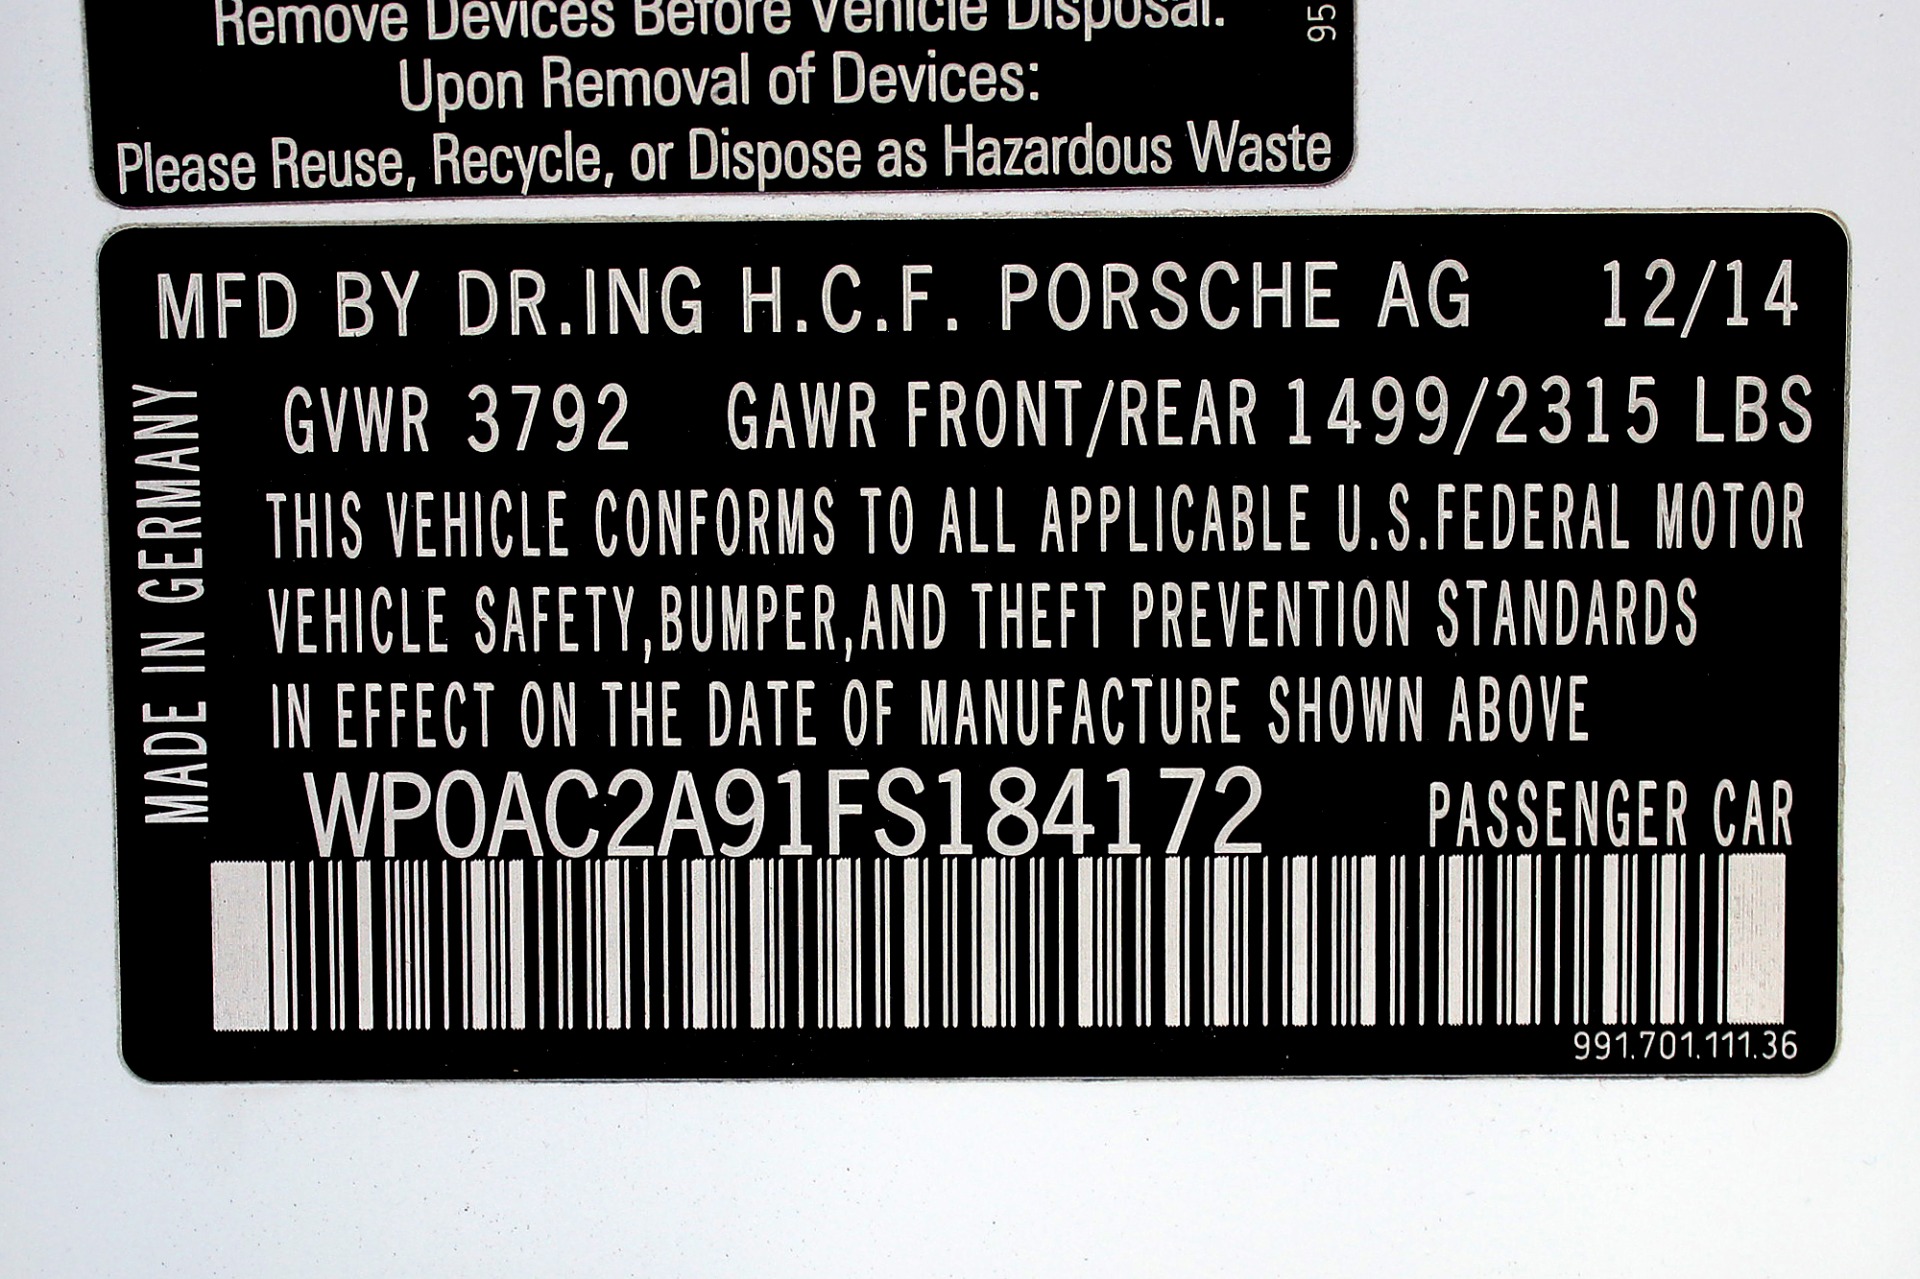 Remove Devices Before Vehicle Disposal.
Upon Removal of Devices:
Please Reuse, Recycle, or Dispose as Hazardous Waste
95
MFD BY DR.ING H.C.F. PORSCHE AG 12/14
GVWR 3792 GAWR FRONT/REAR 1499/2315 LBS
THIS VEHICLE CONFORMS TO ALL APPLICABLE U.S.FEDERAL MOTOR
VEHICLE SAFETY,BUMPER,AND THEFT PREVENTION STANDARDS
IN EFFECT ON THE DATE OF MANUFACTURE SHOWN ABOVE
MADE IN GERMANY
WP0AC2A91FS184172 PASSENGER CAR
991.701.111.36